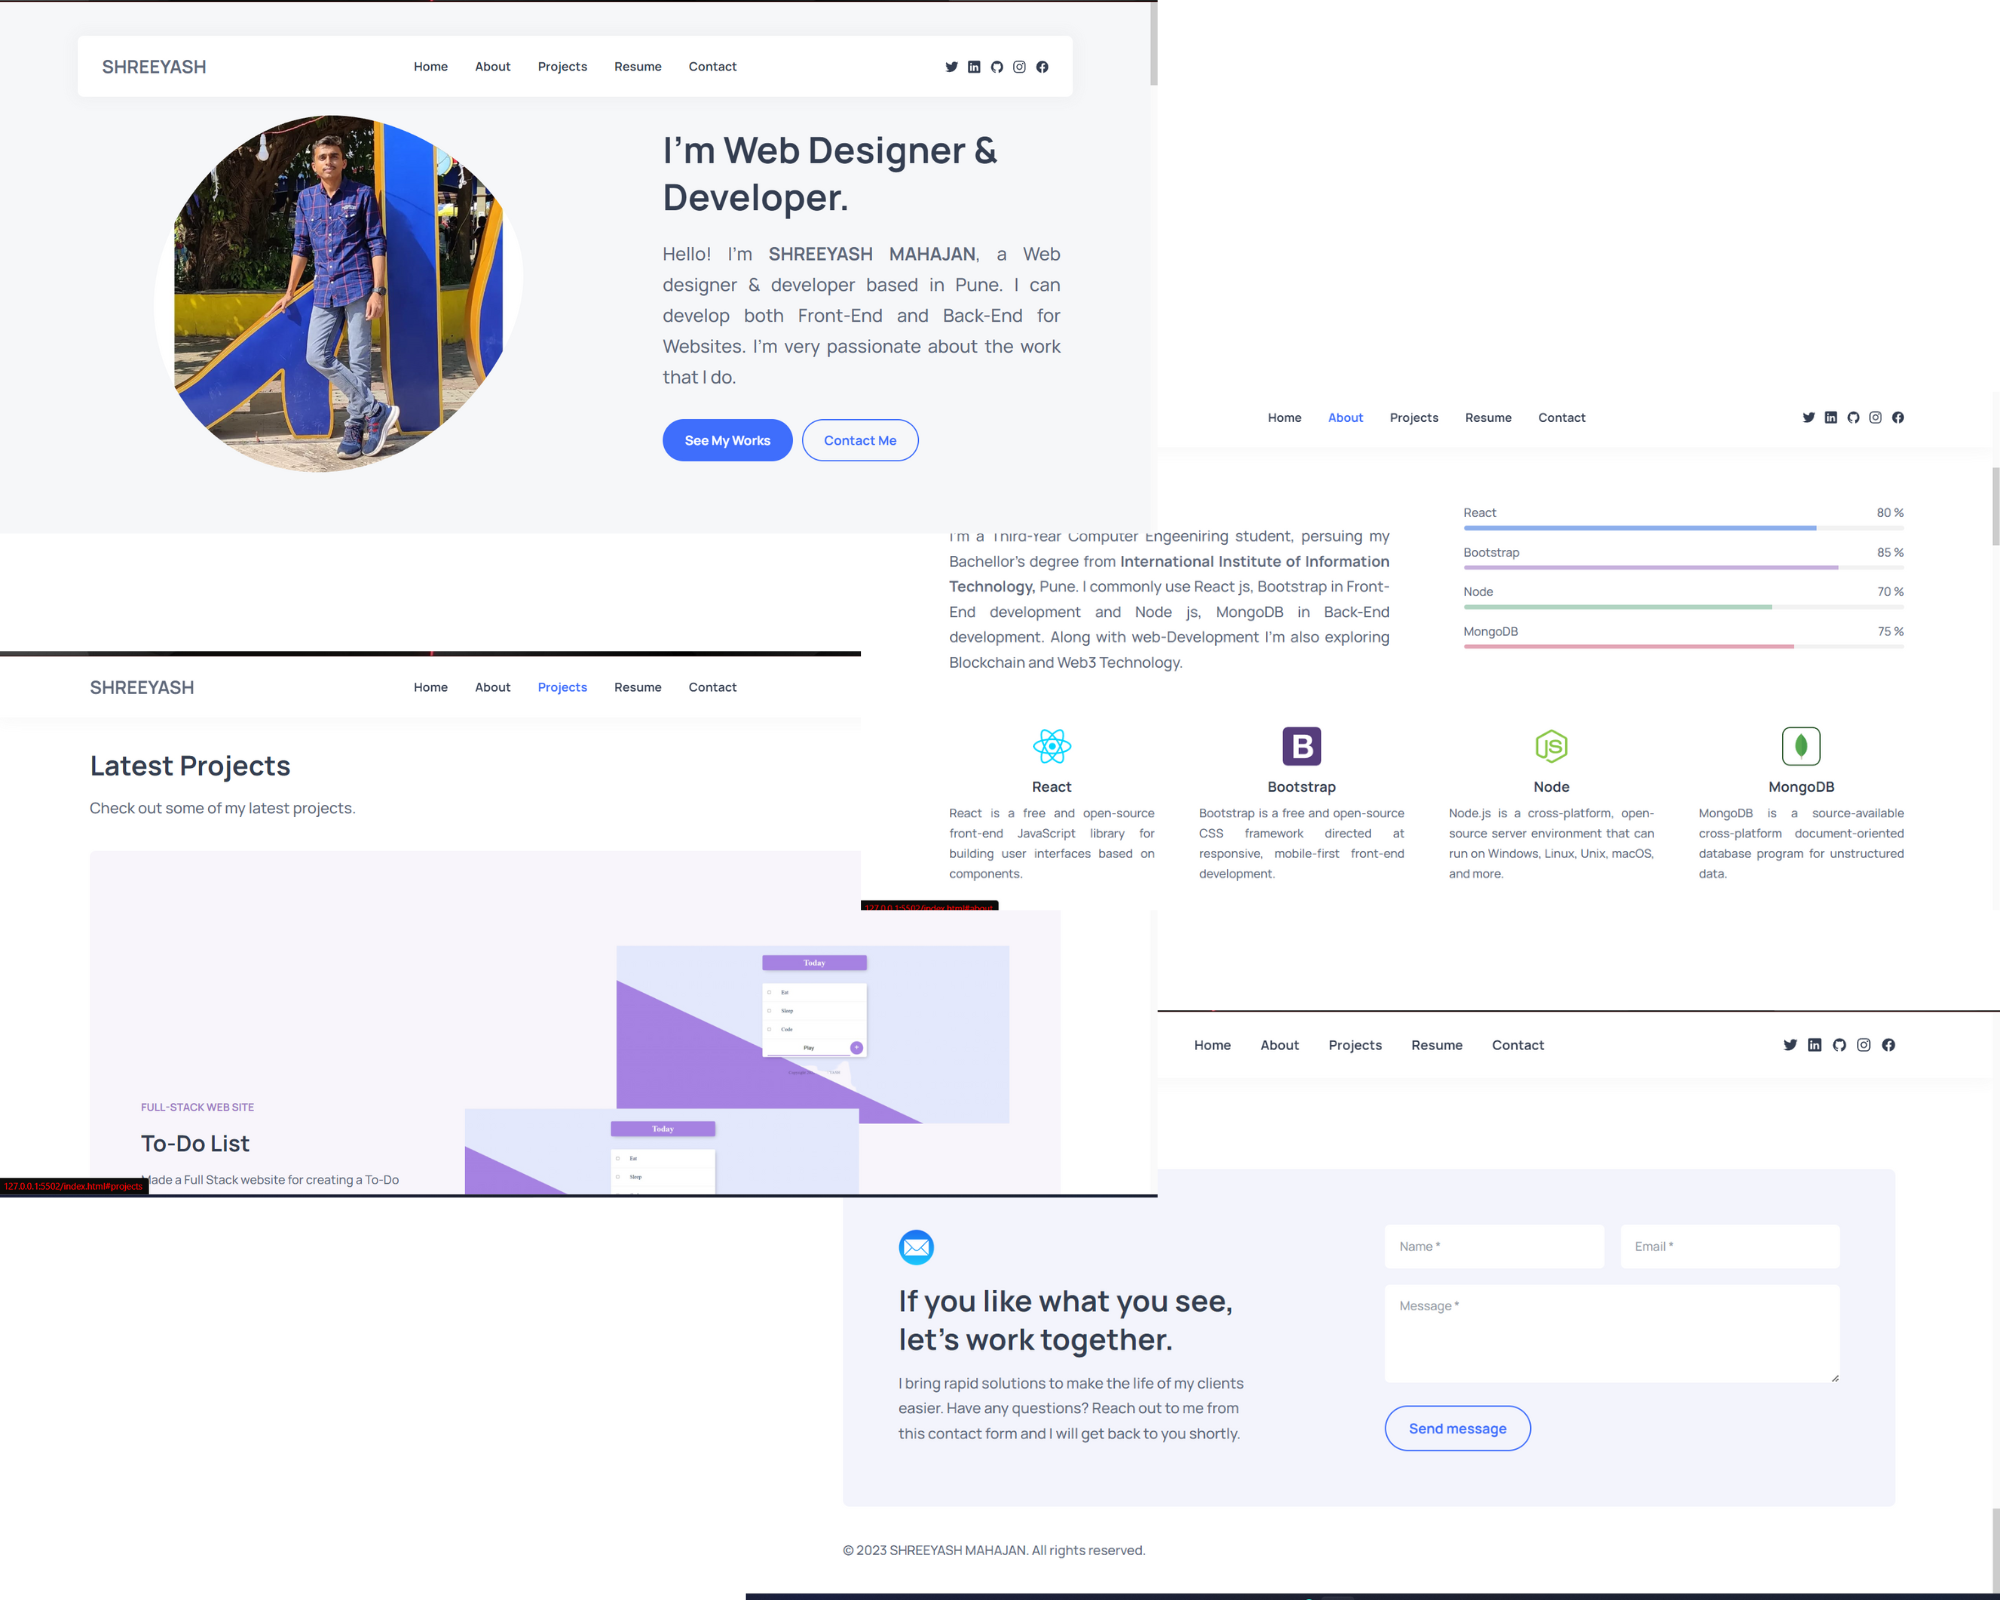 SHREEYASH
Home About Projects Resume Contact
I'm Web Designer &
Developer.
Hello! I'm SHREEYASH MAHAJAN, a Web
designer & developer based in Pune. I can
develop both Front-End and Back-End for
Websites. I'm very passionate about the work
that I do.
See My Works
Contact Me
Home About Projects Resume Contact
I'm a Third-Year Computer Engeeniring student, persuing my
Bachellor's degree from International Institute of Information
Technology, Pune. I commonly use React js, Bootstrap in Front-
End development and Node js, MongoDB in Back-End
development. Along with web-Development I'm also exploring
Blockchain and Web3 Technology.
React 80 %
Bootstrap 85 %
Node 70 %
MongoDB 75 %
React
React is a free and open-source
front-end JavaScript library for
building user interfaces based on
components.
B
Bootstrap
Bootstrap is a free and open-source
CSS framework directed at
responsive, mobile-first front-end
development.
JS
Node
Node.js is a cross-platform, open-
source server environment that can
run on Windows, Linux, Unix, macOS,
and more.
MongoDB
MongoDB is a source-available
cross-platform document-oriented
database program for unstructured
data.
127.0.0.1:5502/index.html#about
SHREEYASH
Home About Projects Resume Contact
Latest Projects
Check out some of my latest projects.
FULL-STACK WEB SITE
To-Do List
Made a Full Stack website for creating a To-Do
127.0.0.1:5502/index.html#projects
Today
Eat
Sleep
Code
Play
+
Today
Eat
Sleep
Home About Projects Resume Contact
If you like what you see,
let's work together.
I bring rapid solutions to make the life of my clients
easier. Have any questions? Reach out to me from
this contact form and I will get back to you shortly.
Name *
Email *
Message *
Send message
© 2023 SHREEYASH MAHAJAN. All rights reserved.